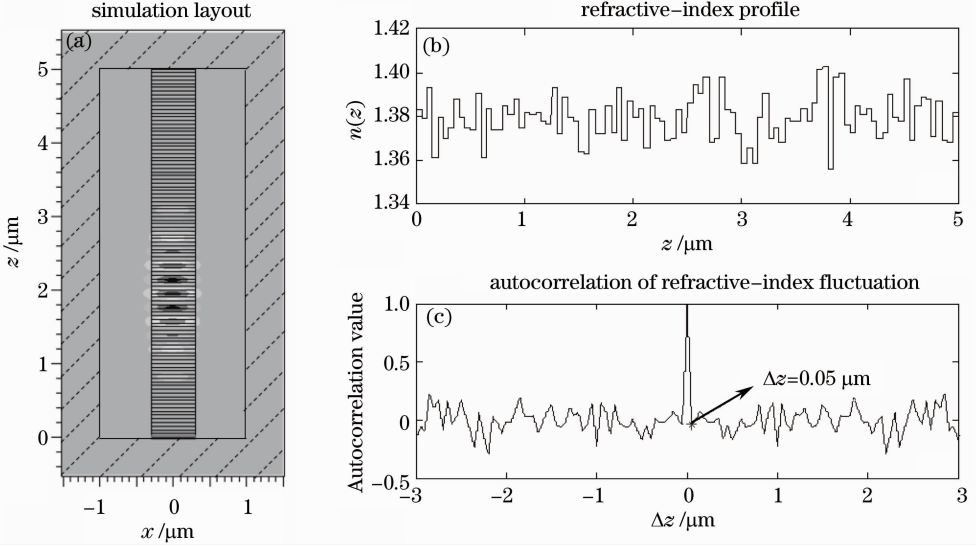 simulation layout
(a)
5
4
3
2
1
0
z /μm
−1 0 1
x /μm
refractive−index profile
(b)
1.42
1.40
1.38
1.36
1.34
n(z)
0 1 2 3 4 5
z /μm
autocorrelation of refractive−index fluctuation
(c)
1.0
0.5
0
−0.5
Autocorrelation value
Δz=0.05 μm
−3 −2 −1 0 1 2 3
Δz /μm